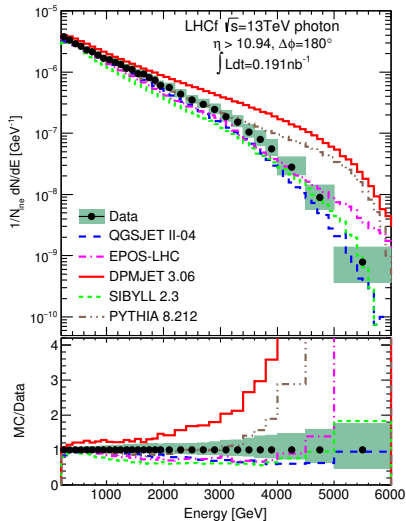 LHCf √s=13TeV photon
η > 10.94, Δϕ=180°
∫Ldt=0.191nb⁻¹
10⁻⁵
10⁻⁶
10⁻⁷
10⁻⁸
10⁻⁹
10⁻¹⁰
1/N_ine dN/dE [GeV⁻¹]
Data
QGSJET II-04
EPOS-LHC
DPMJET 3.06
SIBYLL 2.3
PYTHIA 8.212
MC/Data
4
3
2
1
0
1000 2000 3000 4000 5000 6000
Energy [GeV]